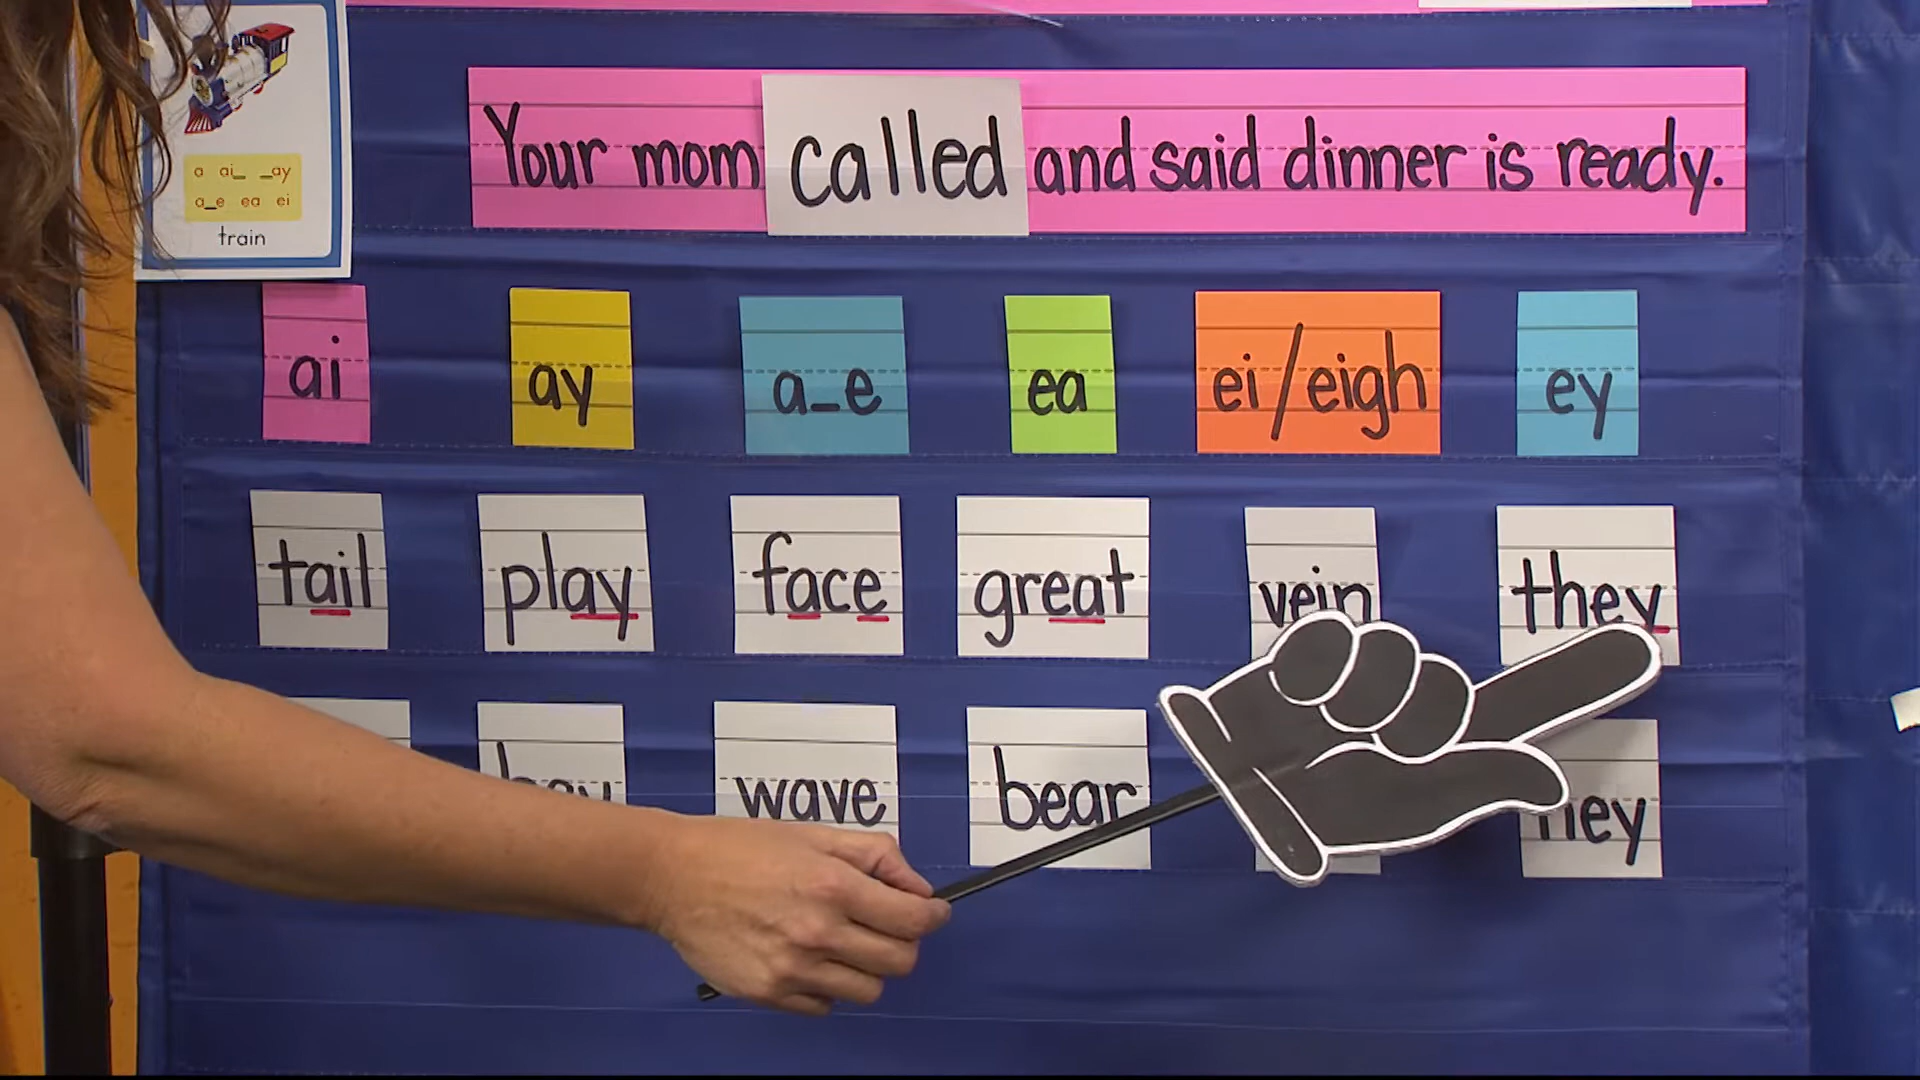 a ai_ _ay
a_e ea ei
train
Your mom called and said dinner is ready.
ai ay a_e ea ei/eigh ey
tail play face great vein they
wave bear